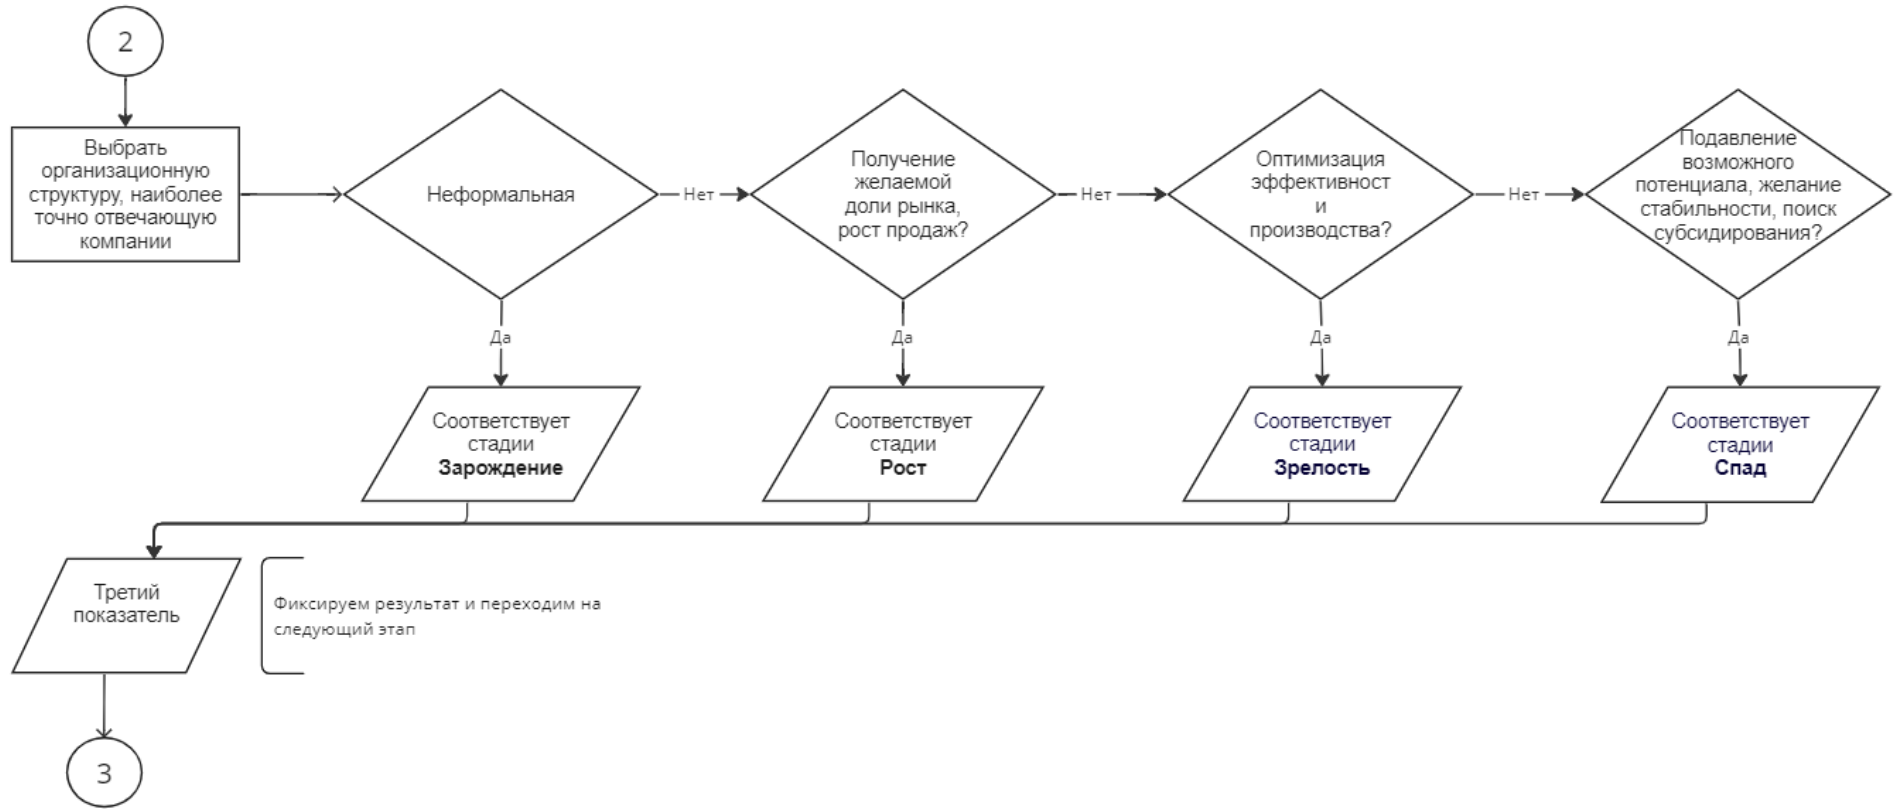 2
Выбрать
организационную
структуру, наиболее
точно отвечающую
компании
Неформальная
Нет
Получение
желаемой
доли рынка,
рост продаж?
Нет
Оптимизация
эффективност
и
производства?
Нет
Подавление
возможного
потенциала, желание
стабильности, поиск
субсидирования?
Да
Да
Да
Да
Соответствует
стадии
Зарождение
Соответствует
стадии
Рост
Соответствует
стадии
Зрелость
Соответствует
стадии
Спад
Третий
показатель
Фиксируем результат и переходим на
следующий этап
3